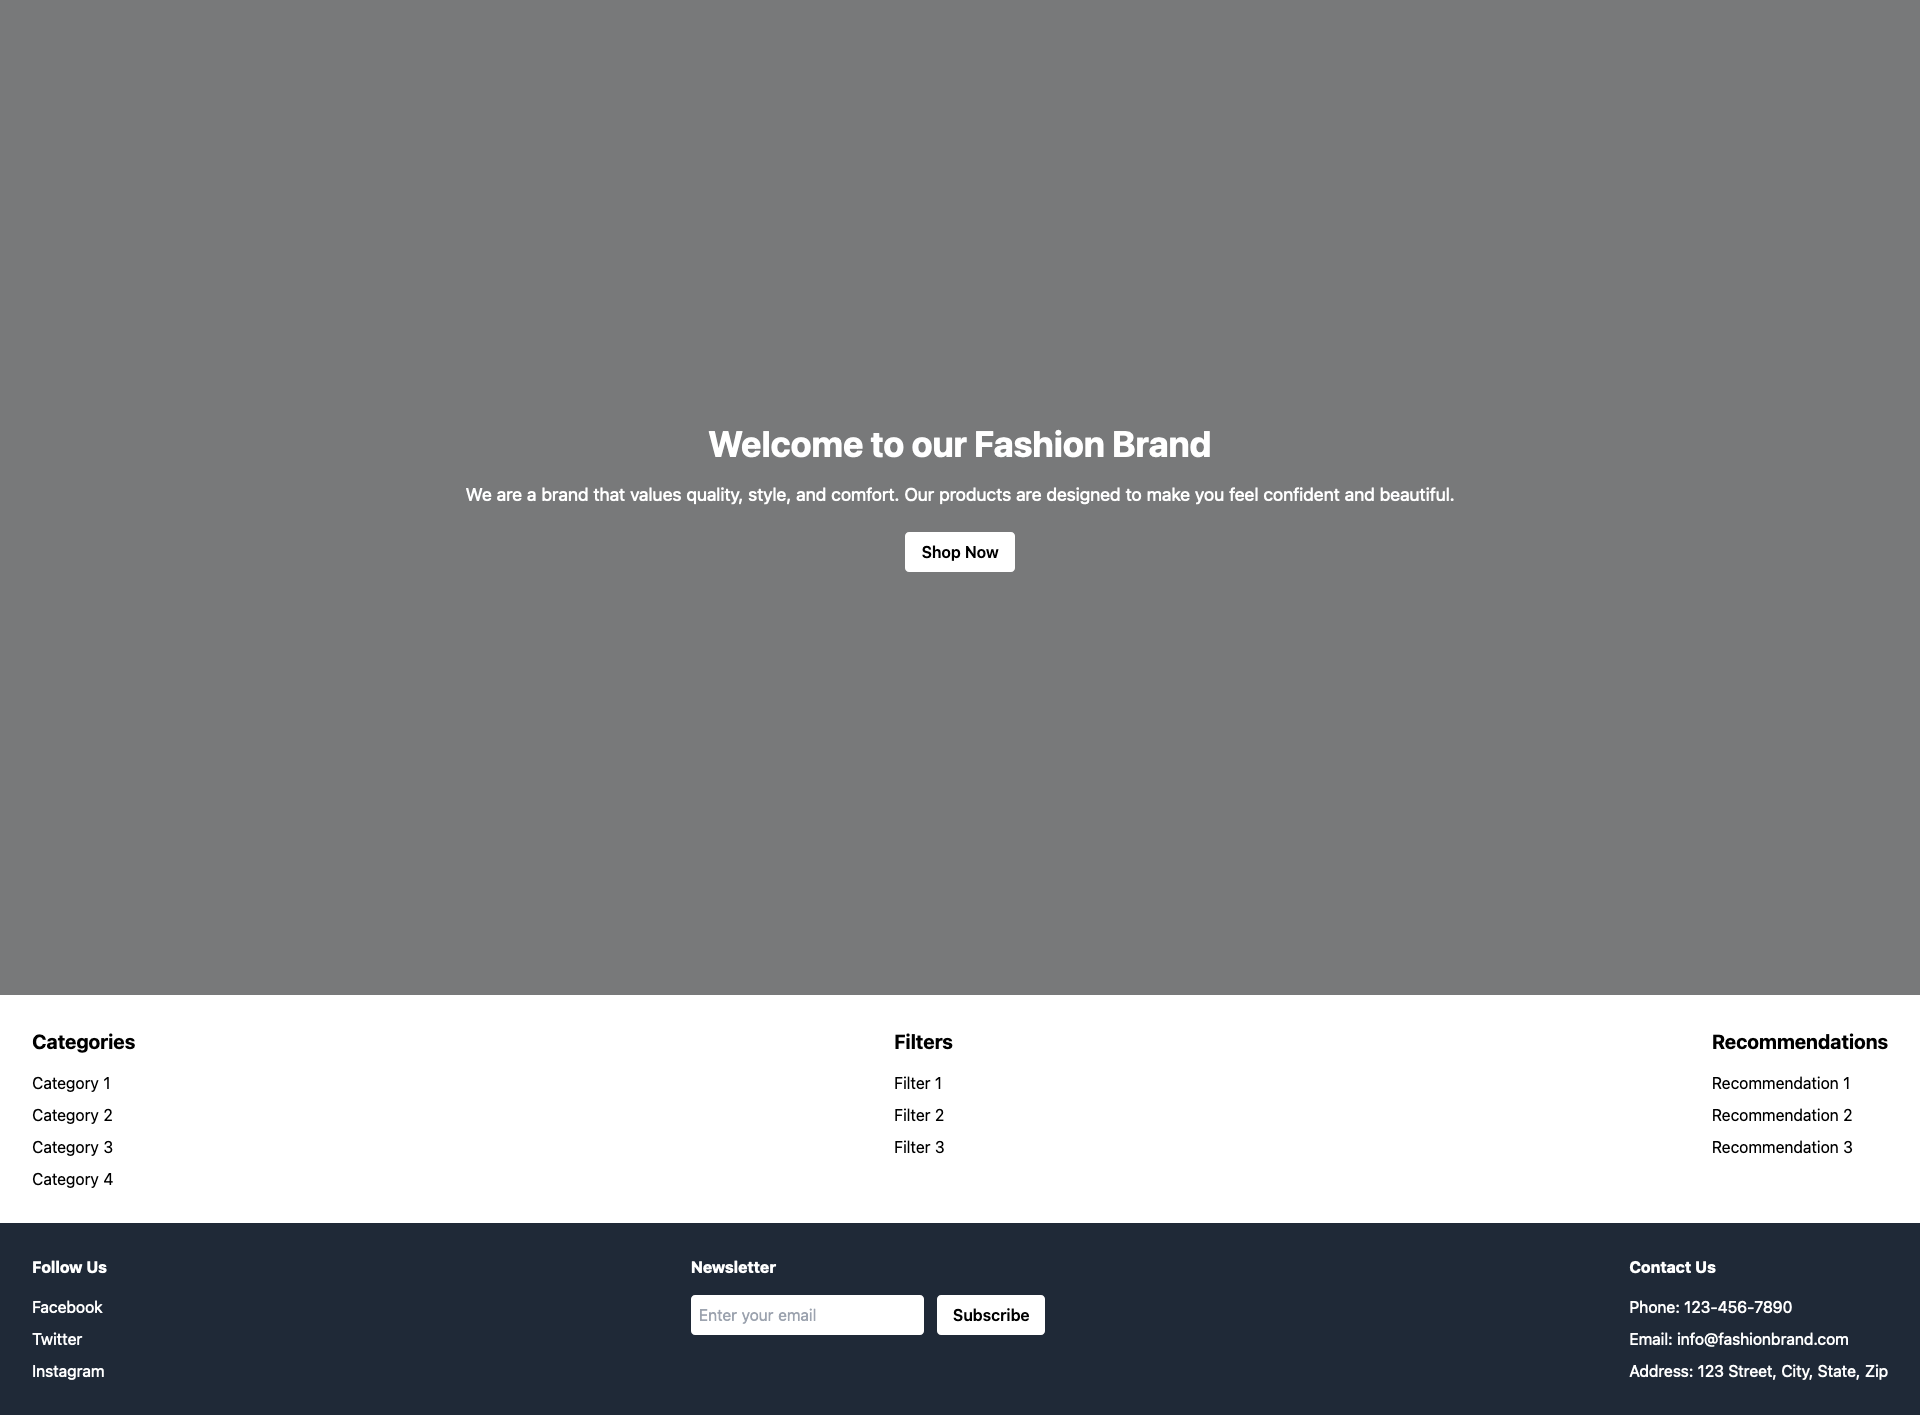 Welcome to our Fashion Brand
We are a brand that values quality, style, and comfort. Our products are designed to make you feel confident and beautiful.
Shop Now
Categories
Category 1
Category 2
Category 3
Category 4
Filters
Filter 1
Filter 2
Filter 3
Recommendations
Recommendation 1
Recommendation 2
Recommendation 3
Follow Us
Facebook
Twitter
Instagram
Newsletter
Enter your email
Subscribe
Contact Us
Phone: 123-456-7890
Email: info@fashionbrand.com
Address: 123 Street, City, State, Zip